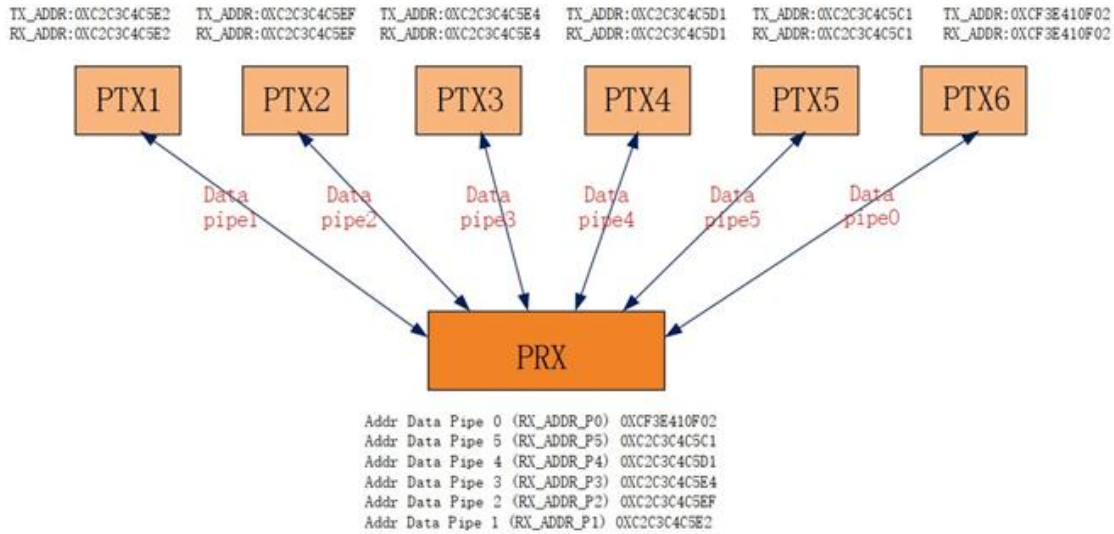 TX_ADDR:0XC2C3C4C5E2 TX_ADDR:0XC2C3C4C5EF TX_ADDR:0XC2C3C4C5E4 TX_ADDR:0XC2C3C4C5D1 TX_ADDR:0XC2C3C4C5C1 TX_ADDR:0XCF3E410F02
RX_ADDR:0XC2C3C4C5E2 RX_ADDR:0XC2C3C4C5EF RX_ADDR:0XC2C3C4C5E4 RX_ADDR:0XC2C3C4C5D1 RX_ADDR:0XC2C3C4C5C1 RX_ADDR:0XCF3E410F02
PTX1 PTX2 PTX3 PTX4 PTX5 PTX6
Data Data Data Data Data Data
pipe1 pipe2 pipe3 pipe4 pipe5 pipe0
PRX
Addr Data Pipe 0 (RX_ADDR_P0) 0XCF3E410F02
Addr Data Pipe 5 (RX_ADDR_P5) 0XC2C3C4C5C1
Addr Data Pipe 4 (RX_ADDR_P4) 0XC2C3C4C5D1
Addr Data Pipe 3 (RX_ADDR_P3) 0XC2C3C4C5E4
Addr Data Pipe 2 (RX_ADDR_P2) 0XC2C3C4C5EF
Addr Data Pipe 1 (RX_ADDR_P1) 0XC2C3C4C5E2